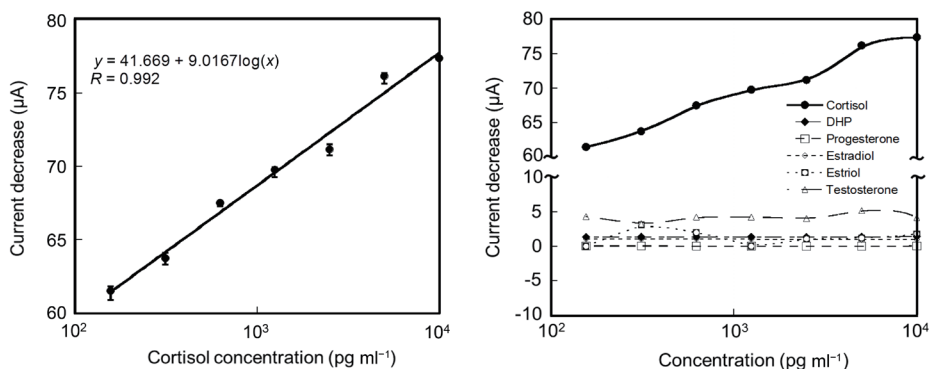 80
75
70
65
60
y = 41.669 + 9.0167log(x)
R = 0.992
Current decrease (μA)
10²
10³
10⁴
Cortisol concentration (pg ml⁻¹)
80
75
70
65
60
10
5
0
-5
-10
Current decrease (μA)
Cortisol
DHP
Progesterone
Estradiol
Estriol
Testosterone
10²
10³
10⁴
Concentration (pg ml⁻¹)